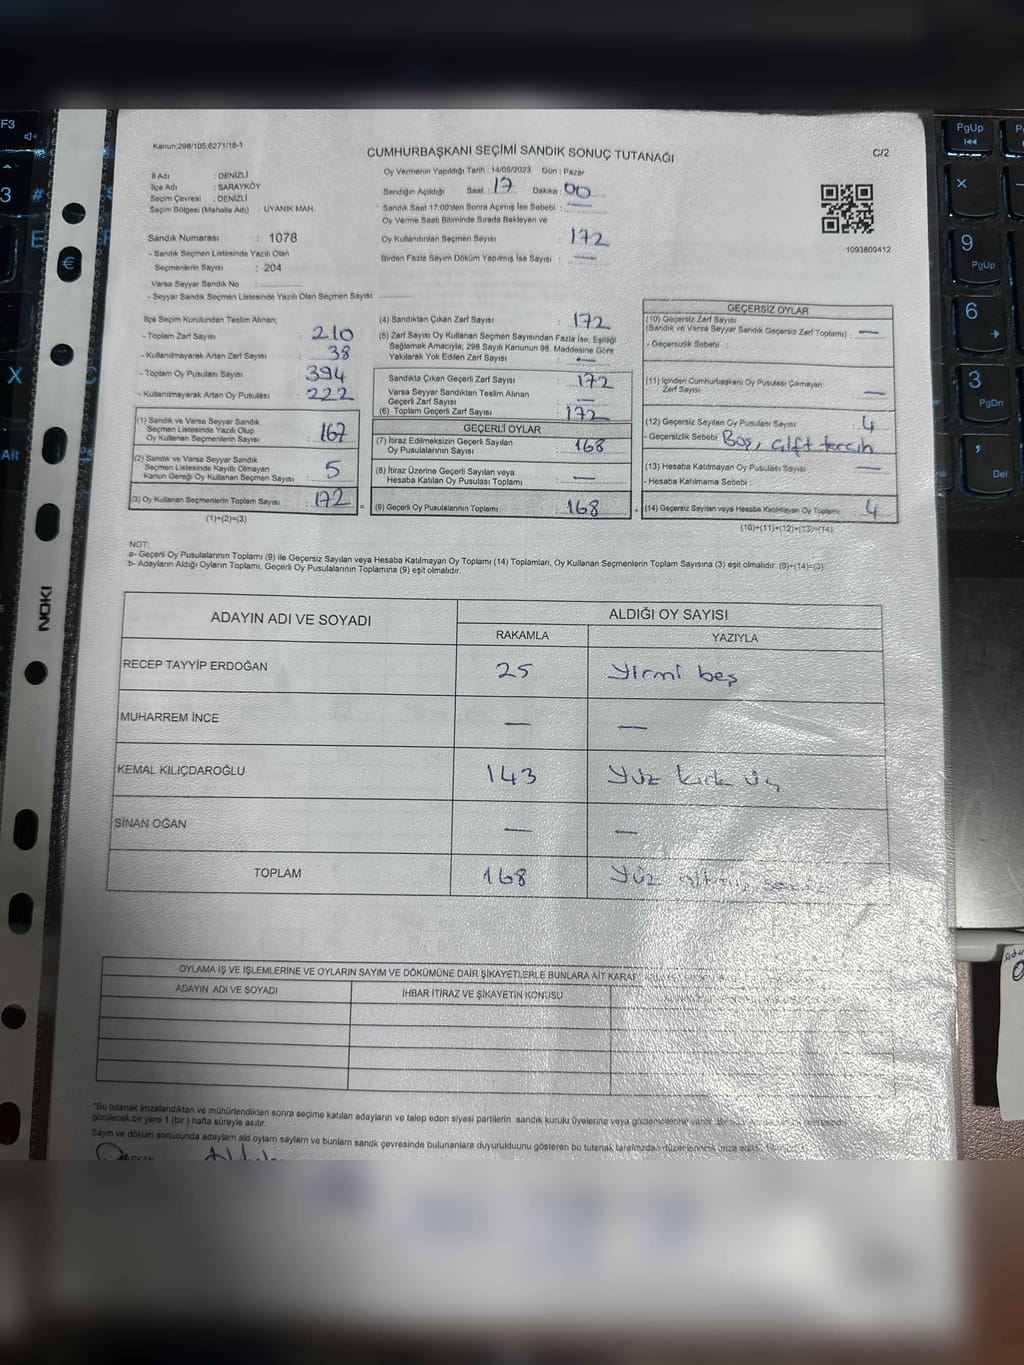 Kanun;298/105;6271/18-1
CUMHURBAŞKANI SEÇİMİ SANDIK SONUÇ TUTANAĞI
C/2
İl Adı : DENİZLİ
İlçe Adı : SARAYKÖY
Seçim Çevresi : DENİZLİ
Seçim Bölgesi (Mahalle Adı) : UYANIK MAH.
Sandık Numarası : 1078
- Sandık Seçmen Listesinde Yazılı Olan
Seçmenlerin Sayısı : 204
Varsa Seyyar Sandık No
- Seyyar Sandık Seçmen Listesinde Yazılı Olan Seçmen Sayısı:
Oy Vermenin Yapıldığı Tarih : 14/05/2023 Gün : Pazar
Sandığın Açıldığı Saat : 17 Dakika : 00
Sandık Saat 17:00'den Sonra Açımış İse Sebebi : —
Oy Verme Saati Bitiminde Sırada Bekleyen ve
Oy Kullandırılan Seçmen Sayısı : 172
Birden Fazla Sayım Döküm Yapılmış İse Sayısı : —
1093809412
İlçe Seçim Kurulundan Teslim Alınan;
- Toplam Zarf Sayısı : 210
- Kullanılmayarak Artan Zarf Sayısı : 38
- Toplam Oy Pusulası Sayısı : 394
- Kullanılmayarak Artan Oy Pusulası : 222
(1) Sandık ve Varsa Seyyar Sandık
Seçmen Listesinde Yazılı Olup
Oy Kullanan Seçmenlerin Sayısı : 167
(2) Sandık ve Varsa Seyyar Sandık
Seçmen Listesinde Kayıtlı Olmayan
Kanun Gereği Oy Kullanan Seçmen Sayısı : 5
(3) Oy Kullanan Seçmenlerin Toplam Sayısı : 172
(1)+(2)=(3)
(4) Sandıktan Çıkan Zarf Sayısı : 172
(5) Zarf Sayısı Oy Kullanan Seçmen Sayısından Fazla İse, Eşitliği
Sağlamak Amacıyla; 298 Sayılı Kanunun 98. Maddesine Göre
Yakılarak Yok Edilen Zarf Sayısı : —
Sandıkta Çıkan Geçerli Zarf Sayısı : 172
Varsa Seyyar Sandıktan Teslim Alınan
Geçerli Zarf Sayısı : —
(6) Toplam Geçerli Zarf Sayısı : 172
GEÇERLİ OYLAR
(7) İtiraz Edilmeksizin Geçerli Sayılan
Oy Pusulalarının Sayısı : 168
(8) İtiraz Üzerine Geçerli Sayılan veya
Hesaba Katılan Oy Pusulası Toplamı : —
= (9) Geçerli Oy Pusulalarının Toplamı : 168 +
GEÇERSİZ OYLAR
(10) Geçersiz Zarf Sayısı
(Sandık ve Varsa Seyyar Sandık Geçersiz Zarf Toplamı) : —
- Geçersizlik Sebebi :
(11) İçinden Cumhurbaşkanı Oy Pusulası Çıkmayan
Zarf Sayısı : —
(12) Geçersiz Sayılan Oy Pusulası Sayısı : 4
- Geçersizlik Sebebi : Boş, çift tercih
(13) Hesaba Katılmayan Oy Pusulası Sayısı : —
- Hesaba Katılmama Sebebi :
(14) Geçersiz Sayılan veya Hesaba Katılmayan Oy Toplamı : 4
(10)+(11)+(12)+(13)=(14)
NOT:
a- Geçerli Oy Pusulalarının Toplamı (9) ile Geçersiz Sayılan veya Hesaba Katılmayan Oy Toplamı (14) Toplamları, Oy Kullanan Seçmenlerin Toplam Sayısına (3) eşit olmalıdır. (9)+(14)=(3)
b- Adayların Aldığı Oyların Toplamı, Geçerli Oy Pusulalarının Toplamına (9) eşit olmalıdır.
ADAYIN ADI VE SOYADI ALDIĞI OY SAYISI
RAKAMLA YAZIYLA
RECEP TAYYİP ERDOĞAN 25 Yirmi beş
MUHARREM İNCE — —
KEMAL KILIÇDAROĞLU 143 Yüz kırk üç
SİNAN OĞAN — —
TOPLAM 168 Yüz altmış sekiz
OYLAMA İŞ VE İŞLEMLERİNE VE OYLARIN SAYIM VE DÖKÜMÜNE DAİR ŞİKAYETLERLE BUNLARA AİT KARAR
ADAYIN ADI VE SOYADI İHBAR İTİRAZ VE ŞİKAYETİN KONUSU
"Bu tutanak imzalandıktan ve mühürlendikten sonra seçime katılan adayların ve talep eden siyasi partilerin sandık kurulu üyelerine veya gözlemcilerine verilir. Bir
görülecek bir yere 1 (bir ) hafta süreyle asılır.
Sayım ve döküm sonucunda adayların ald oyların sayların ve bunların sandk çevresinde bulunanlara duyurulduunu gösteren bu tutanak tarafımızdan düzenlenerek imza edildi.
BAŞKAN
NOKI
F3
PgUp
PgUp
PgDn
Del
Alt